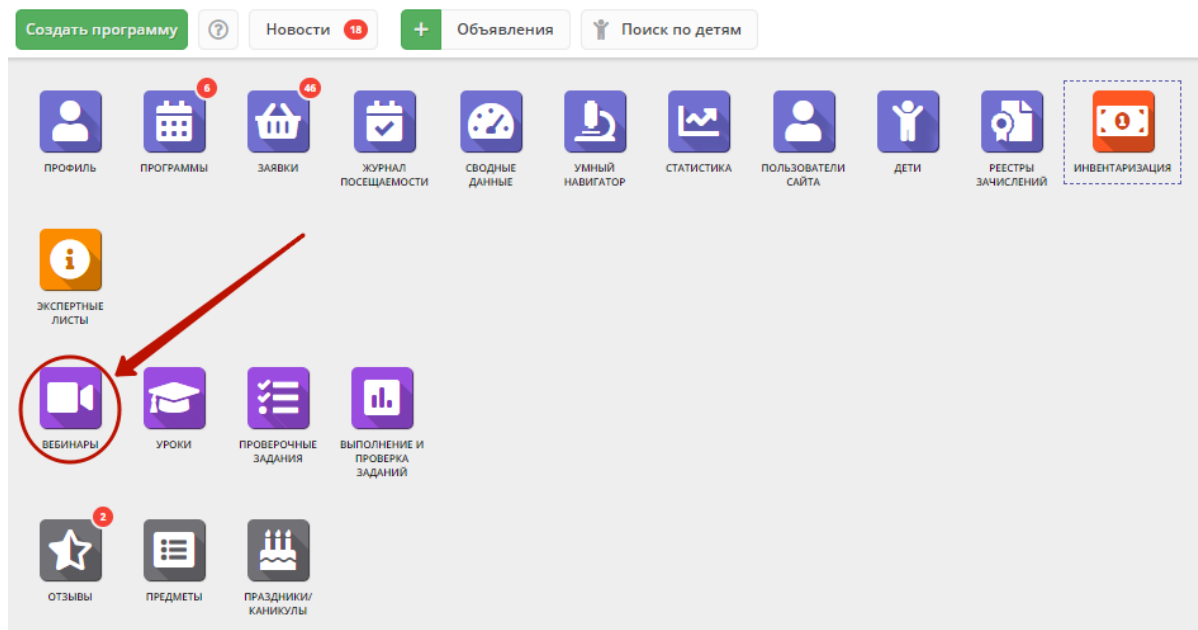 Создать программу
?
Новости 18
+ Объявления
Поиск по детям
6
46
ПРОФИЛЬ
ПРОГРАММЫ
ЗАЯВКИ
ЖУРНАЛ
ПОСЕЩАЕМОСТИ
СВОДНЫЕ
ДАННЫЕ
УМНЫЙ
НАВИГАТОР
СТАТИСТИКА
ПОЛЬЗОВАТЕЛИ
САЙТА
ДЕТИ
РЕЕСТРЫ
ЗАЧИСЛЕНИЙ
1
ИНВЕНТАРИЗАЦИЯ
i
ЭКСПЕРТНЫЕ
ЛИСТЫ
ВЕБИНАРЫ
УРОКИ
ПРОВЕРОЧНЫЕ
ЗАДАНИЯ
ВЫПОЛНЕНИЕ И
ПРОВЕРКА
ЗАДАНИЙ
2
ОТЗЫВЫ
ПРЕДМЕТЫ
ПРАЗДНИКИ/
КАНИКУЛЫ